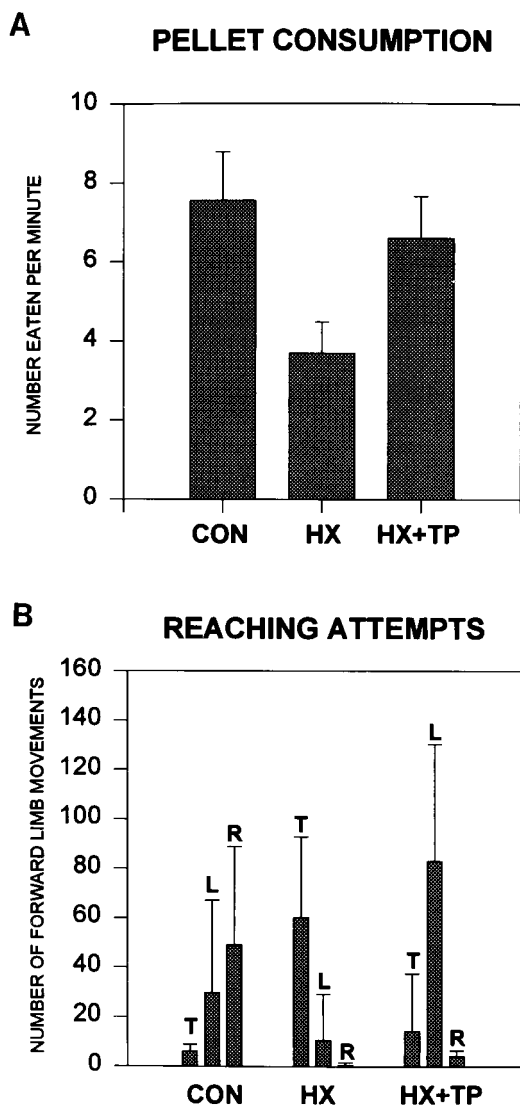 A
PELLET CONSUMPTION
NUMBER EATEN PER MINUTE
10
8
6
4
2
0
CON HX HX+TP
B
REACHING ATTEMPTS
NUMBER OF FORWARD LIMB MOVEMENTS
160
140
120
100
80
60
40
20
0
T L R
T L R
T L R
CON HX HX+TP